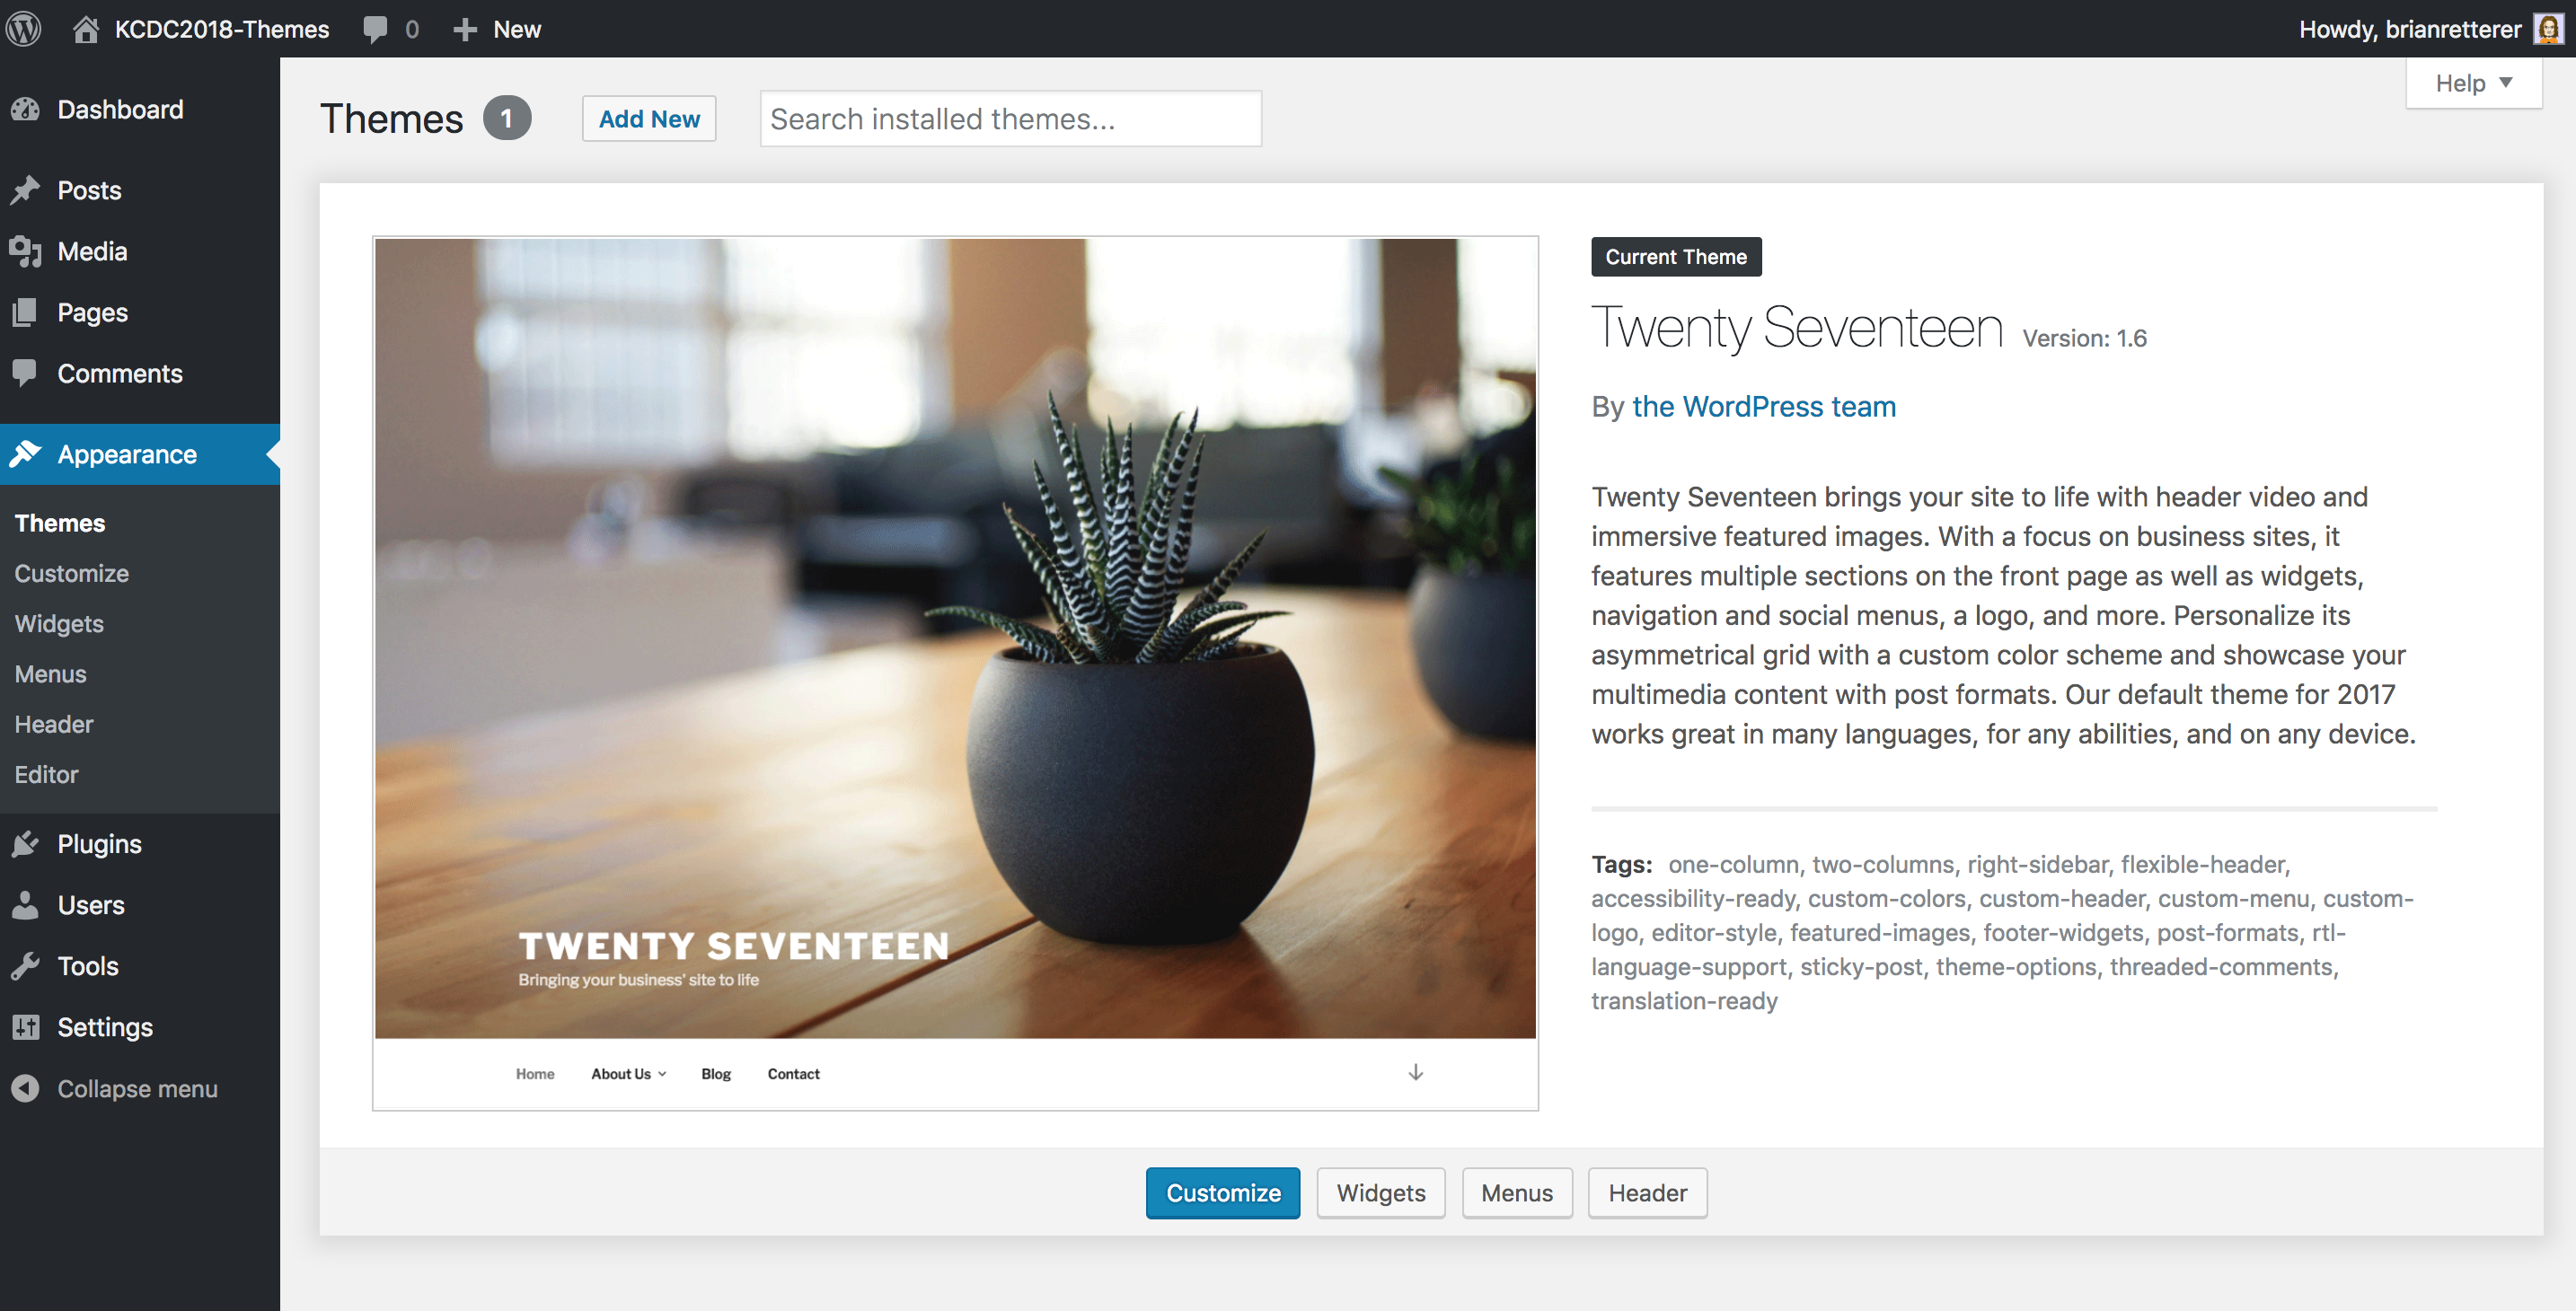 KCDC2018-Themes 0 New Howdy, brianretterer
Dashboard
Posts
Media
Pages
Comments
Appearance
Themes
Customize
Widgets
Menus
Header
Editor
Plugins
Users
Tools
Settings
Collapse menu
Help
Themes 1 Add New Search installed themes...
TWENTY SEVENTEEN
Bringing your business' site to life
Home About Us Blog Contact
Current Theme
Twenty Seventeen Version: 1.6
By the WordPress team
Twenty Seventeen brings your site to life with header video and
immersive featured images. With a focus on business sites, it
features multiple sections on the front page as well as widgets,
navigation and social menus, a logo, and more. Personalize its
asymmetrical grid with a custom color scheme and showcase your
multimedia content with post formats. Our default theme for 2017
works great in many languages, for any abilities, and on any device.
Tags: one-column, two-columns, right-sidebar, flexible-header,
accessibility-ready, custom-colors, custom-header, custom-menu, custom-
logo, editor-style, featured-images, footer-widgets, post-formats, rtl-
language-support, sticky-post, theme-options, threaded-comments,
translation-ready
Customize Widgets Menus Header